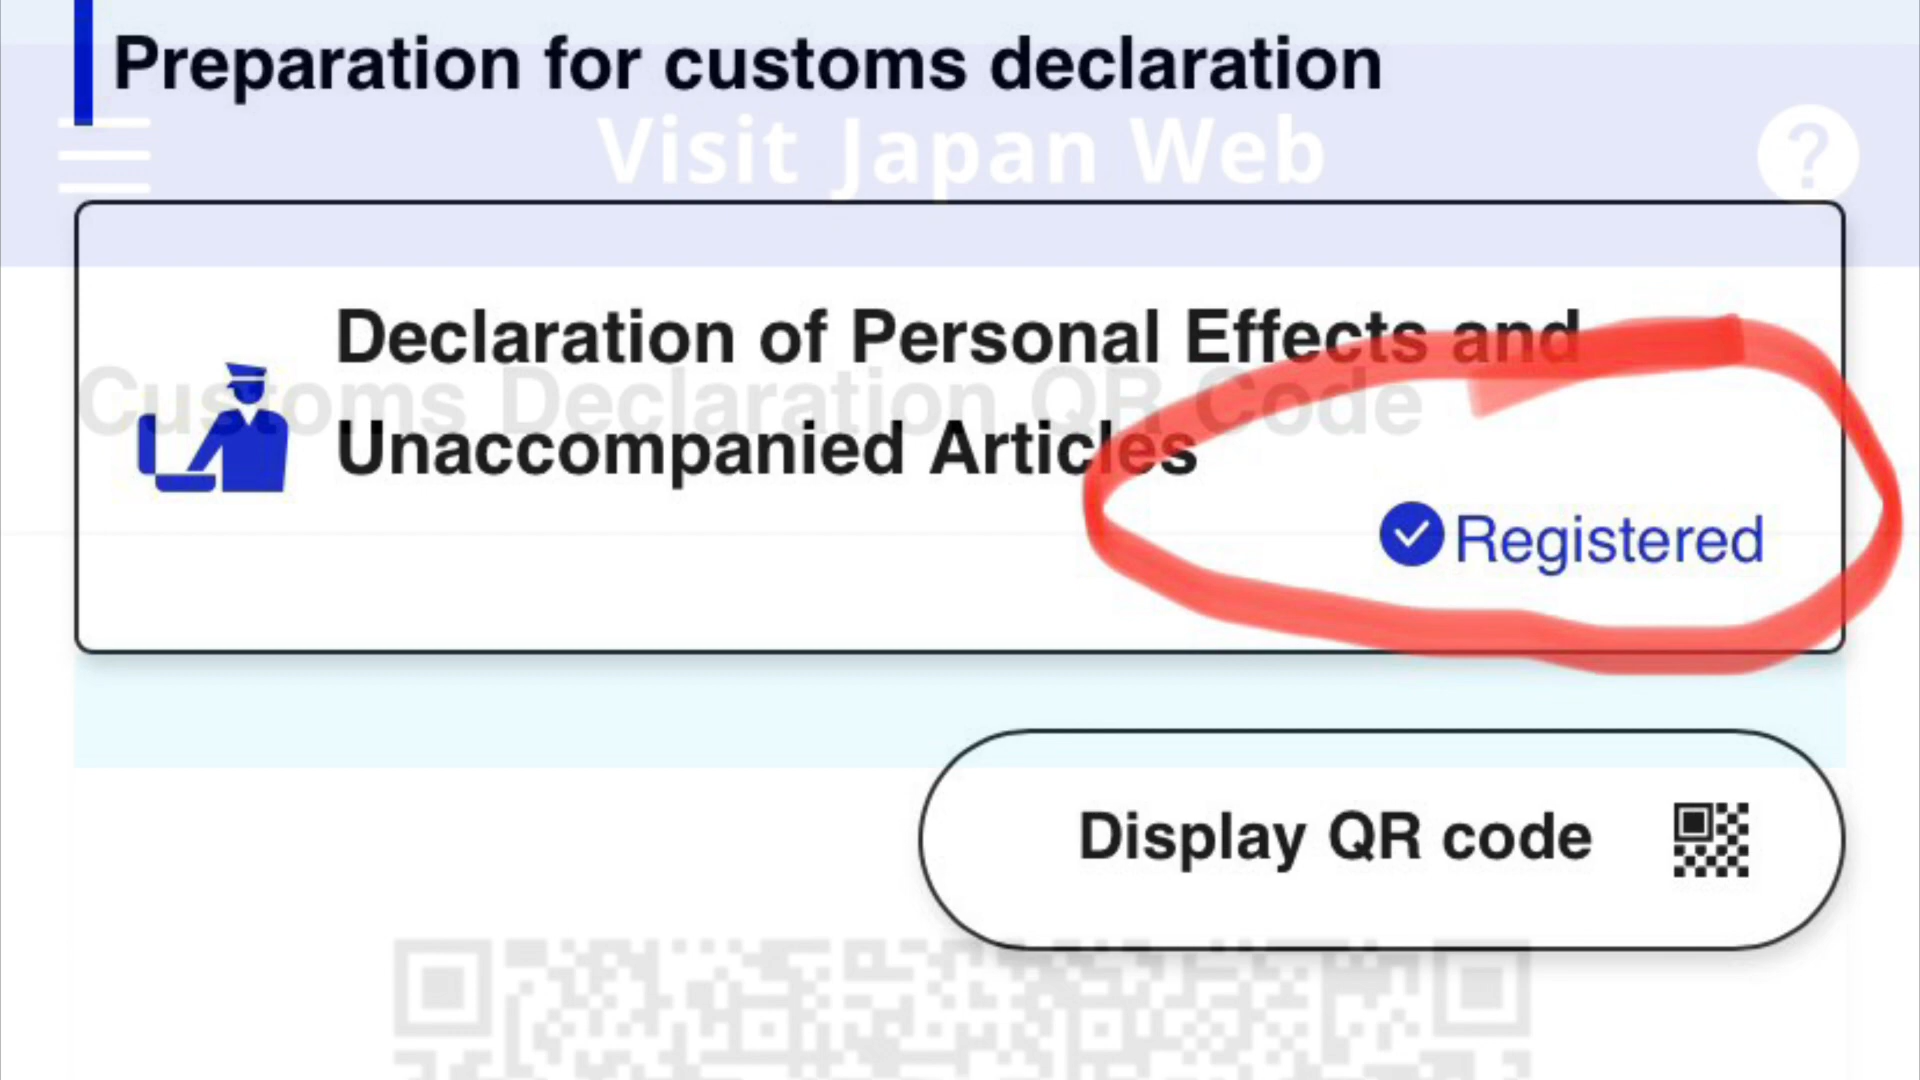 Preparation for customs declaration
Visit Japan Web
?
Declaration of Personal Effects and
Customs Declaration QR Code
Unaccompanied Articles
Registered
Display QR code